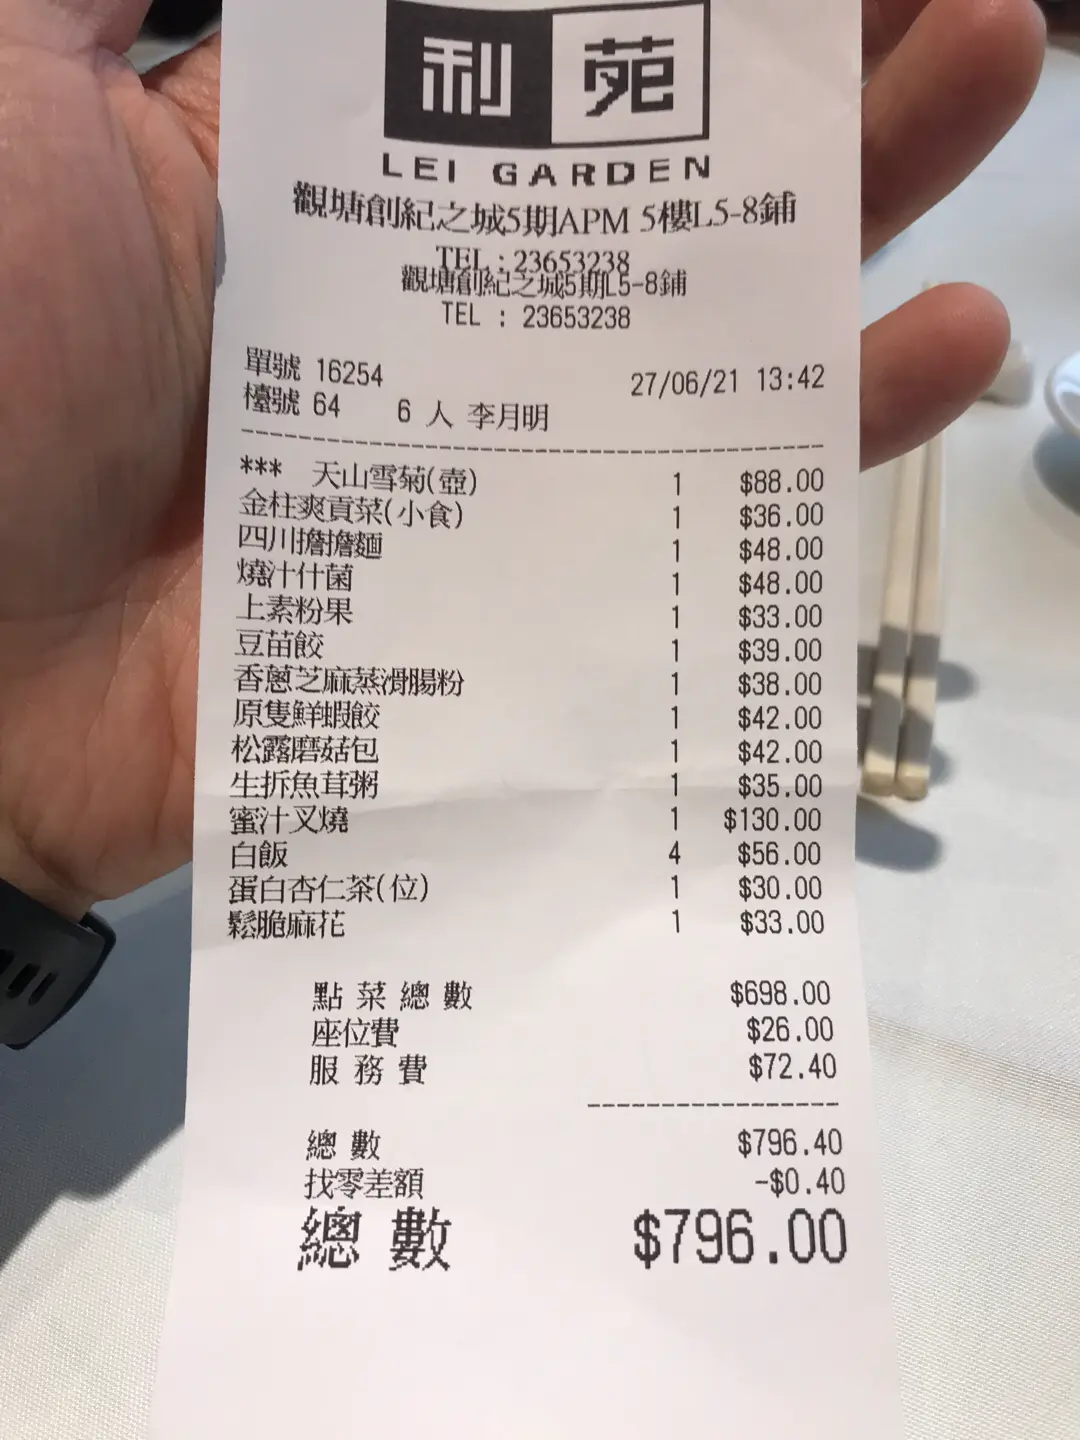 利苑
LEI GARDEN
觀塘創紀之城5期APM 5樓L5-8鋪
TEL : 23653238
觀塘創紀之城5期L5-8鋪
TEL : 23653238
單號 16254 27/06/21 13:42
檯號 64 6 人 李月明
*** 天山雪菊(壺) 1 $88.00
金柱爽貢菜(小食) 1 $36.00
四川擔擔麵 1 $48.00
燒汁什菌 1 $48.00
上素粉果 1 $33.00
豆苗餃 1 $39.00
香蔥芝麻蒸滑腸粉 1 $38.00
原隻鮮蝦餃 1 $42.00
松露磨菇包 1 $42.00
生拆魚茸粥 1 $35.00
蜜汁叉燒 1 $130.00
白飯 4 $56.00
蛋白杏仁茶(位) 1 $30.00
鬆脆麻花 1 $33.00
點菜總數 $698.00
座位費 $26.00
服務費 $72.40
總數 $796.40
找零差額 -$0.40
總數 $796.00